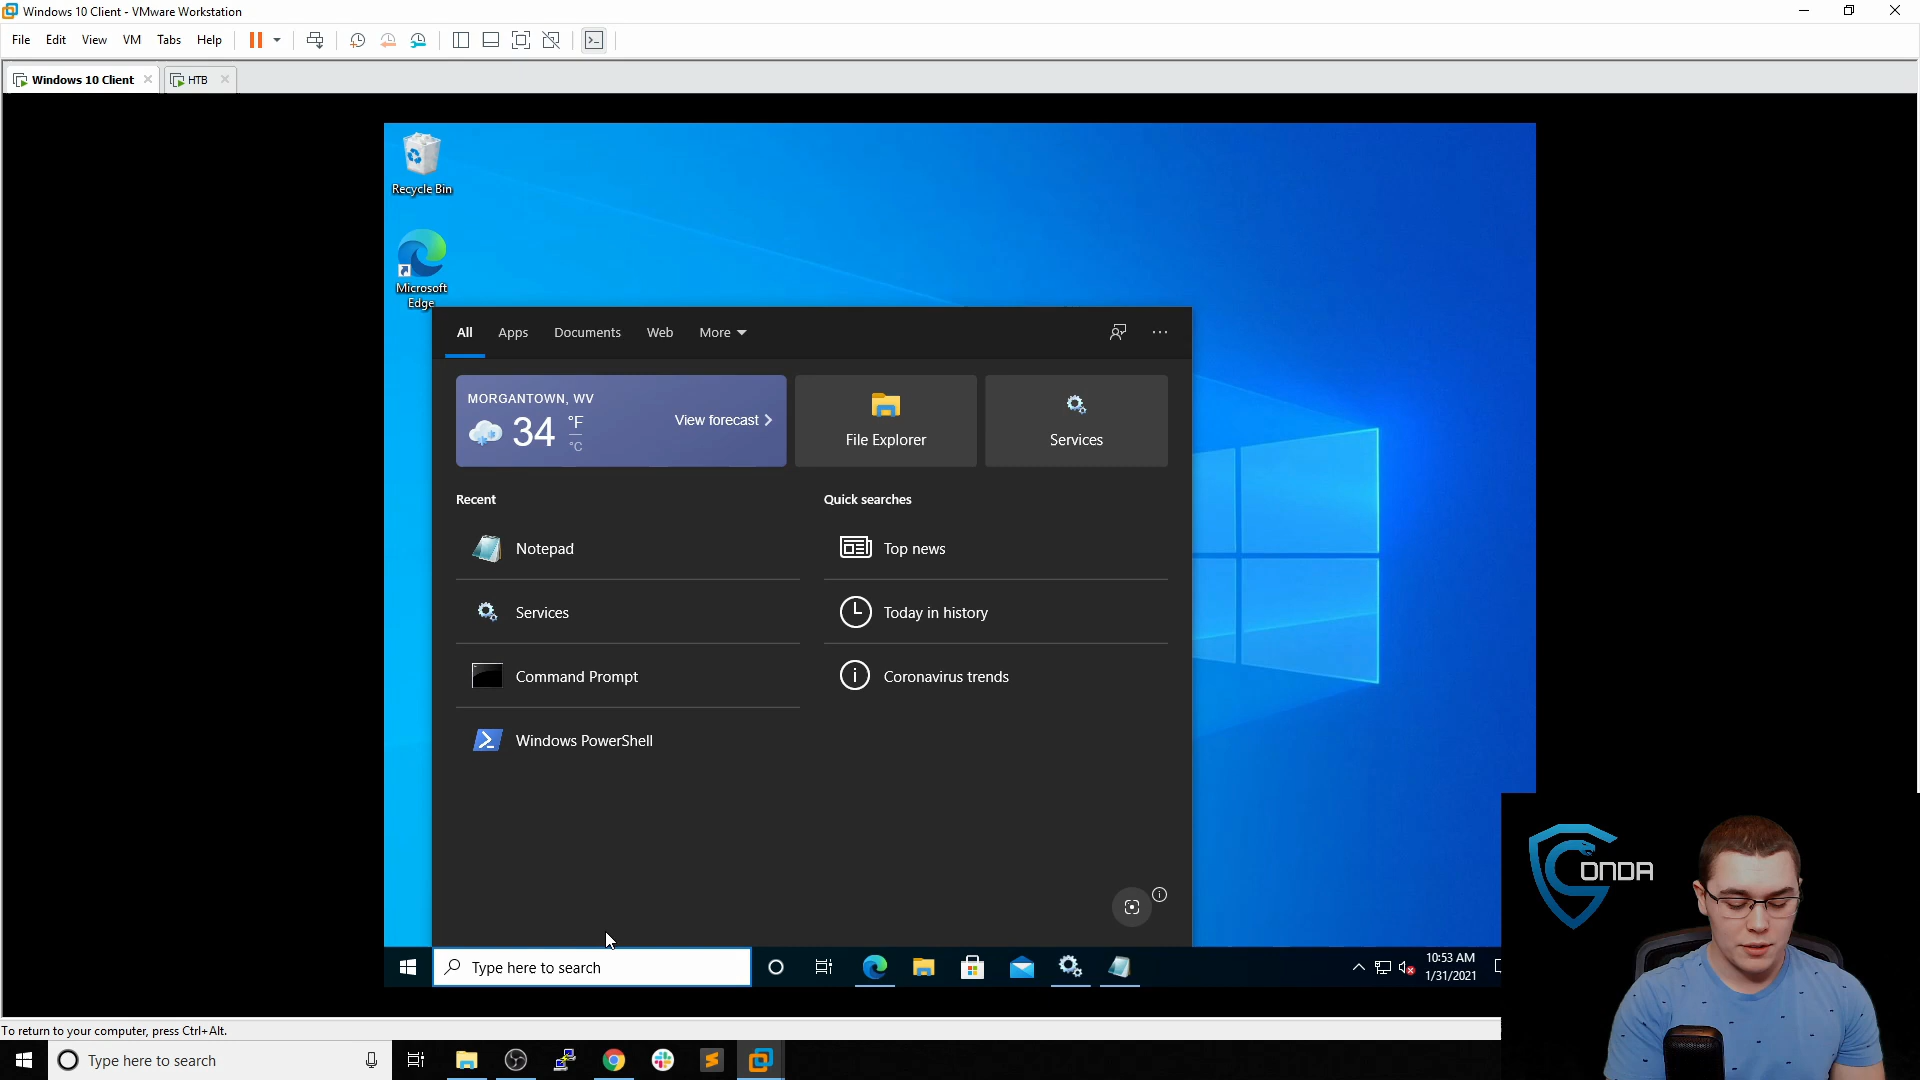 Windows 10 Client - VMware Workstation
File Edit View VM Tabs Help
Windows 10 Client
HTB
Recycle Bin
Microsoft
Edge
All Apps Documents Web More
MORGANTOWN, WV
34 °F
°C
View forecast
File Explorer
Services
Recent
Notepad
Services
Command Prompt
Windows PowerShell
Quick searches
Top news
Today in history
Coronavirus trends
Type here to search
10:53 AM
1/31/2021
CONDA
To return to your computer, press Ctrl+Alt.
Type here to search